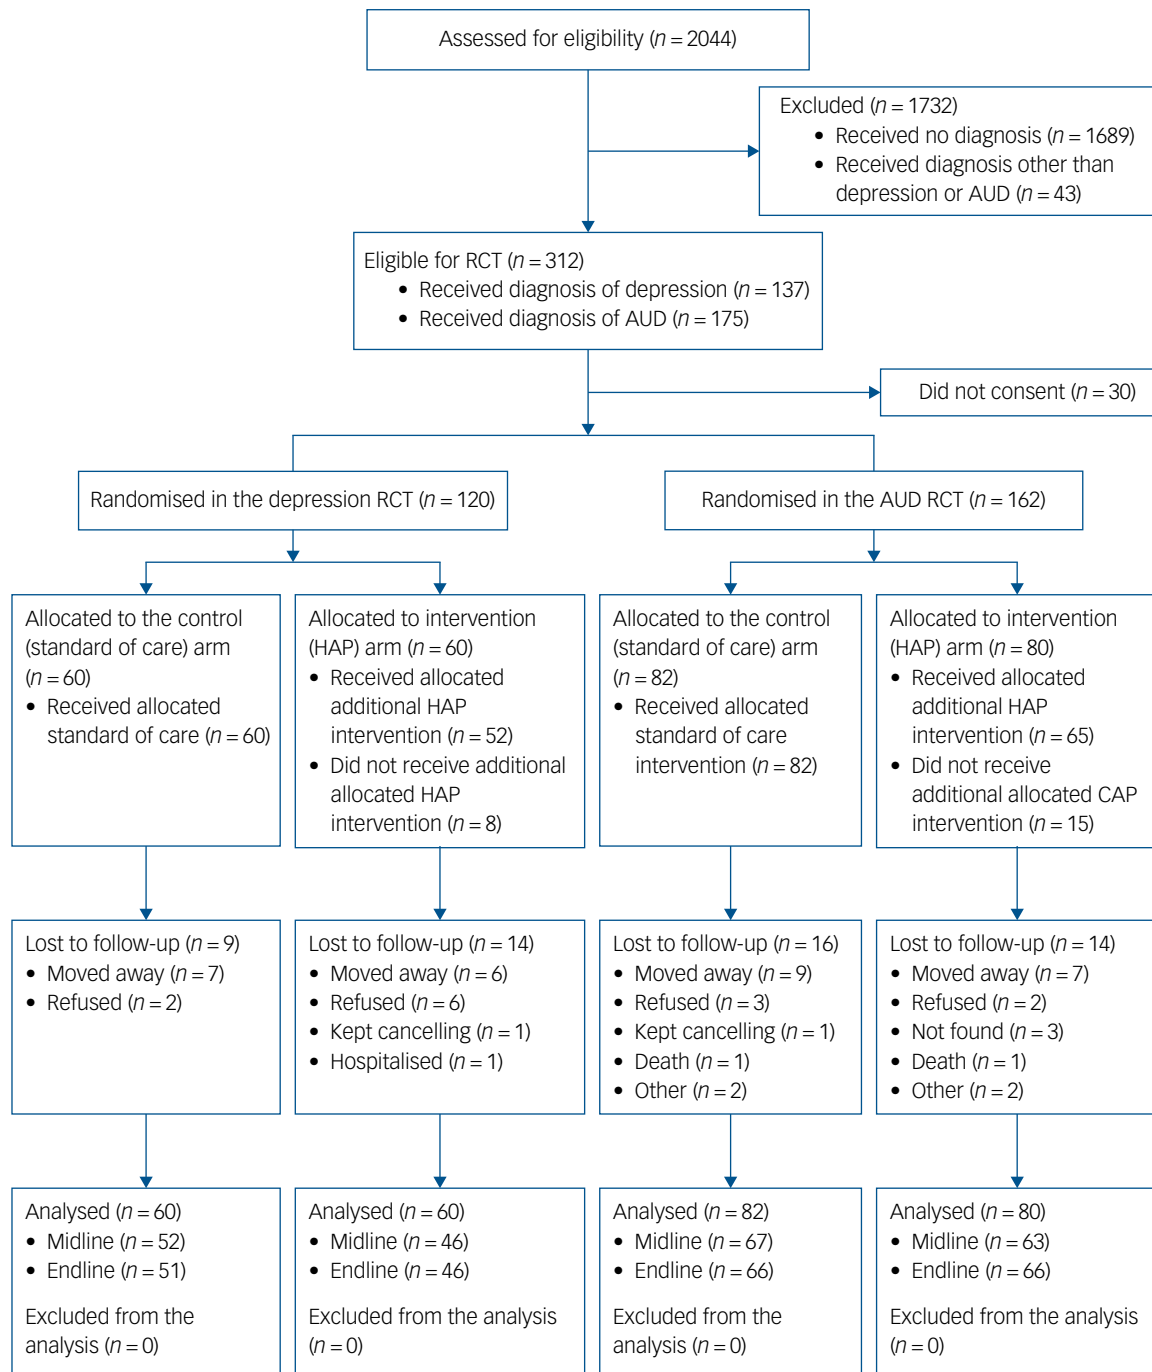 Assessed for eligibility (n = 2044)
Excluded (n = 1732)
• Received no diagnosis (n = 1689)
• Received diagnosis other than
depression or AUD (n = 43)
Eligible for RCT (n = 312)
• Received diagnosis of depression (n = 137)
• Received diagnosis of AUD (n = 175)
Did not consent (n = 30)
Randomised in the depression RCT (n = 120)
Randomised in the AUD RCT (n = 162)
Allocated to the control
(standard of care) arm
(n = 60)
• Received allocated
standard of care (n = 60)
Allocated to intervention
(HAP) arm (n = 60)
• Received allocated
additional HAP
intervention (n = 52)
• Did not receive additional
allocated HAP
intervention (n = 8)
Allocated to the control
(standard of care) arm
(n = 82)
• Received allocated
standard of care
intervention (n = 82)
Allocated to intervention
(HAP) arm (n = 80)
• Received allocated
additional HAP
intervention (n = 65)
• Did not receive
additional allocated CAP
intervention (n = 15)
Lost to follow-up (n = 9)
• Moved away (n = 7)
• Refused (n = 2)
Lost to follow-up (n = 14)
• Moved away (n = 6)
• Refused (n = 6)
• Kept cancelling (n = 1)
• Hospitalised (n = 1)
Lost to follow-up (n = 16)
• Moved away (n = 9)
• Refused (n = 3)
• Kept cancelling (n = 1)
• Death (n = 1)
• Other (n = 2)
Lost to follow-up (n = 14)
• Moved away (n = 7)
• Refused (n = 2)
• Not found (n = 3)
• Death (n = 1)
• Other (n = 2)
Analysed (n = 60)
• Midline (n = 52)
• Endline (n = 51)
Excluded from the
analysis (n = 0)
Analysed (n = 60)
• Midline (n = 46)
• Endline (n = 46)
Excluded from the analysis
(n = 0)
Analysed (n = 82)
• Midline (n = 67)
• Endline (n = 66)
Excluded from the
analysis (n = 0)
Analysed (n = 80)
• Midline (n = 63)
• Endline (n = 66)
Excluded from the analysis
(n = 0)